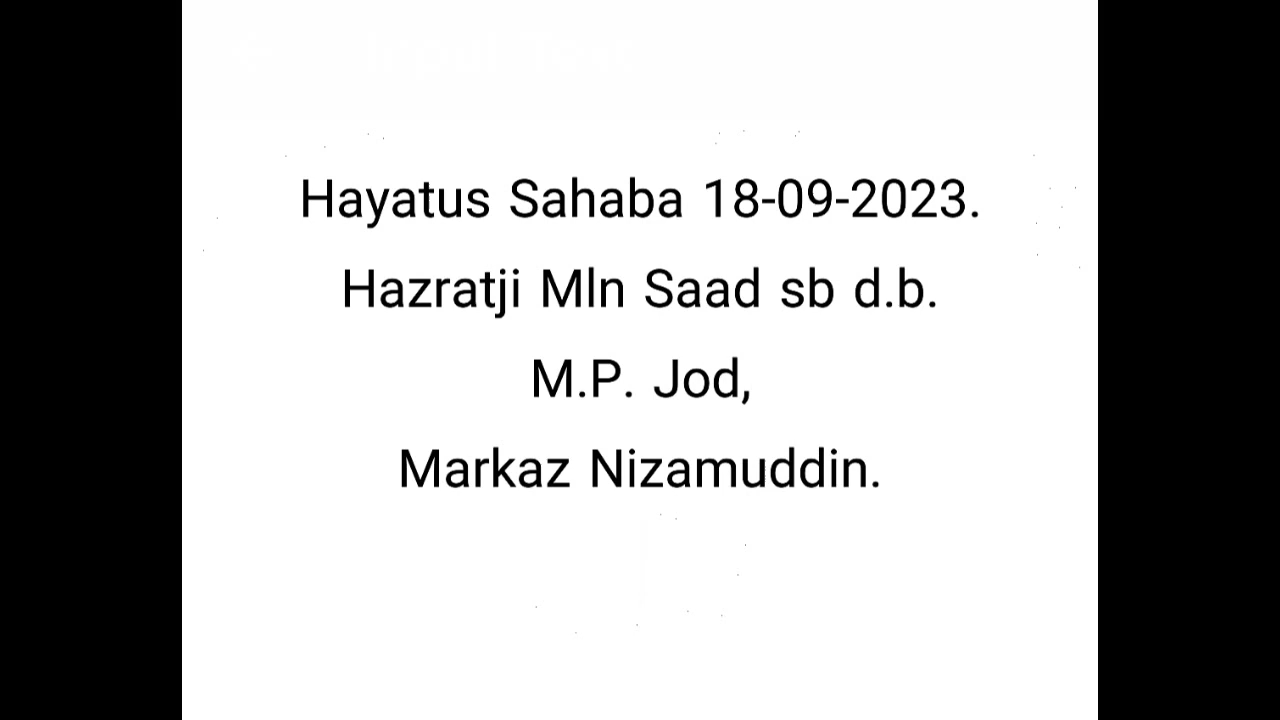 Hayatus Sahaba 18-09-2023.
Hazratji Mln Saad sb d.b.
M.P. Jod,
Markaz Nizamuddin.